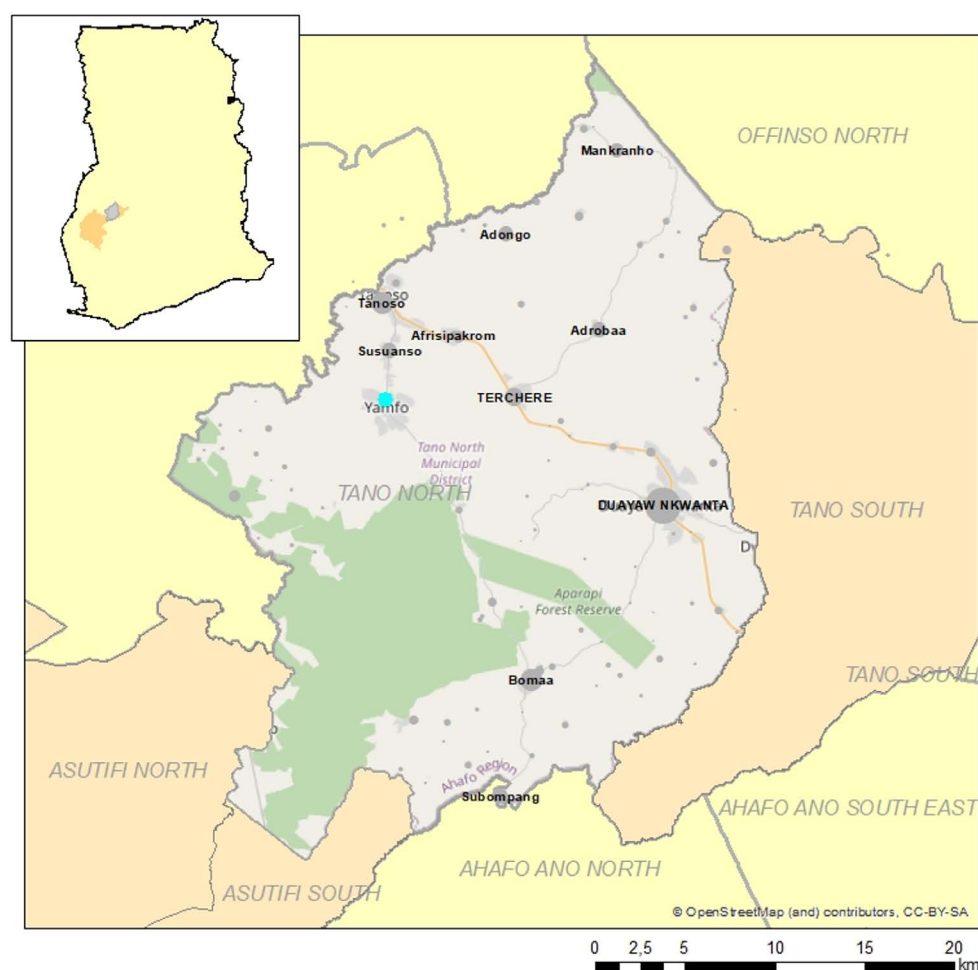 OFFINSO NORTH
Mankranho
Adongo
Tanoso
Tanoso
Adrobaa
Afrisipakrom
Susuanso
TERCHERE
Yamfo
Tano North
Municipal
District
TANO NORTH
DUAYAW NKWANTA
TANO SOUTH
D
Aparapi
Forest Reserve
TANO SOUTH
Bomaa
ASUTIFI NORTH
Ahafo Region
Subompang
AHAFO ANO SOUTH EAST
AHAFO ANO NORTH
ASUTIFI SOUTH
© OpenStreetMap (and) contributors, CC-BY-SA
0 2,5 5 10 15 20
km